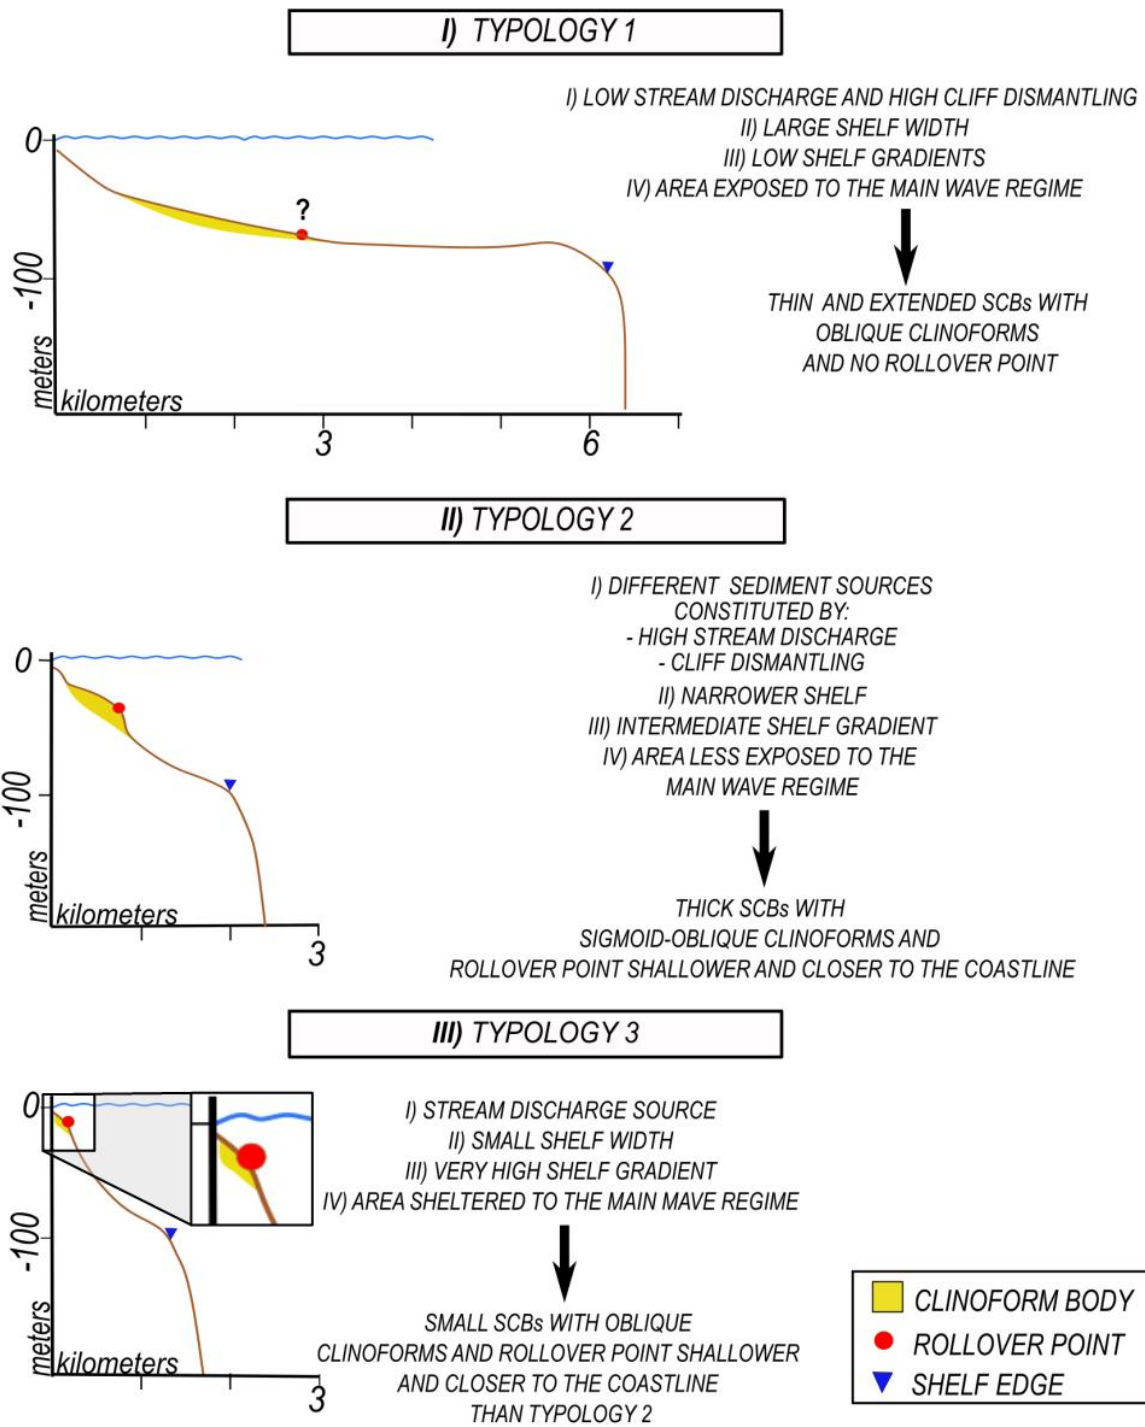 I) TYPOLOGY 1
I) LOW STREAM DISCHARGE AND HIGH CLIFF DISMANTLING
II) LARGE SHELF WIDTH
III) LOW SHELF GRADIENTS
IV) AREA EXPOSED TO THE MAIN WAVE REGIME
THIN AND EXTENDED SCBs WITH
OBLIQUE CLINOFORMS
AND NO ROLLOVER POINT
0
?
-100
meters
kilometers
3
6
II) TYPOLOGY 2
I) DIFFERENT SEDIMENT SOURCES
CONSTITUTED BY:
- HIGH STREAM DISCHARGE
- CLIFF DISMANTLING
II) NARROWER SHELF
III) INTERMEDIATE SHELF GRADIENT
IV) AREA LESS EXPOSED TO THE
MAIN WAVE REGIME
THICK SCBs WITH
SIGMOID-OBLIQUE CLINOFORMS AND
ROLLOVER POINT SHALLOWER AND CLOSER TO THE COASTLINE
0
-100
meters
kilometers
3
III) TYPOLOGY 3
I) STREAM DISCHARGE SOURCE
II) SMALL SHELF WIDTH
III) VERY HIGH SHELF GRADIENT
IV) AREA SHELTERED TO THE MAIN MAVE REGIME
SMALL SCBs WITH OBLIQUE
CLINOFORMS AND ROLLOVER POINT SHALLOWER
AND CLOSER TO THE COASTLINE
THAN TYPOLOGY 2
0
-100
meters
kilometers
3
CLINOFORM BODY
ROLLOVER POINT
SHELF EDGE